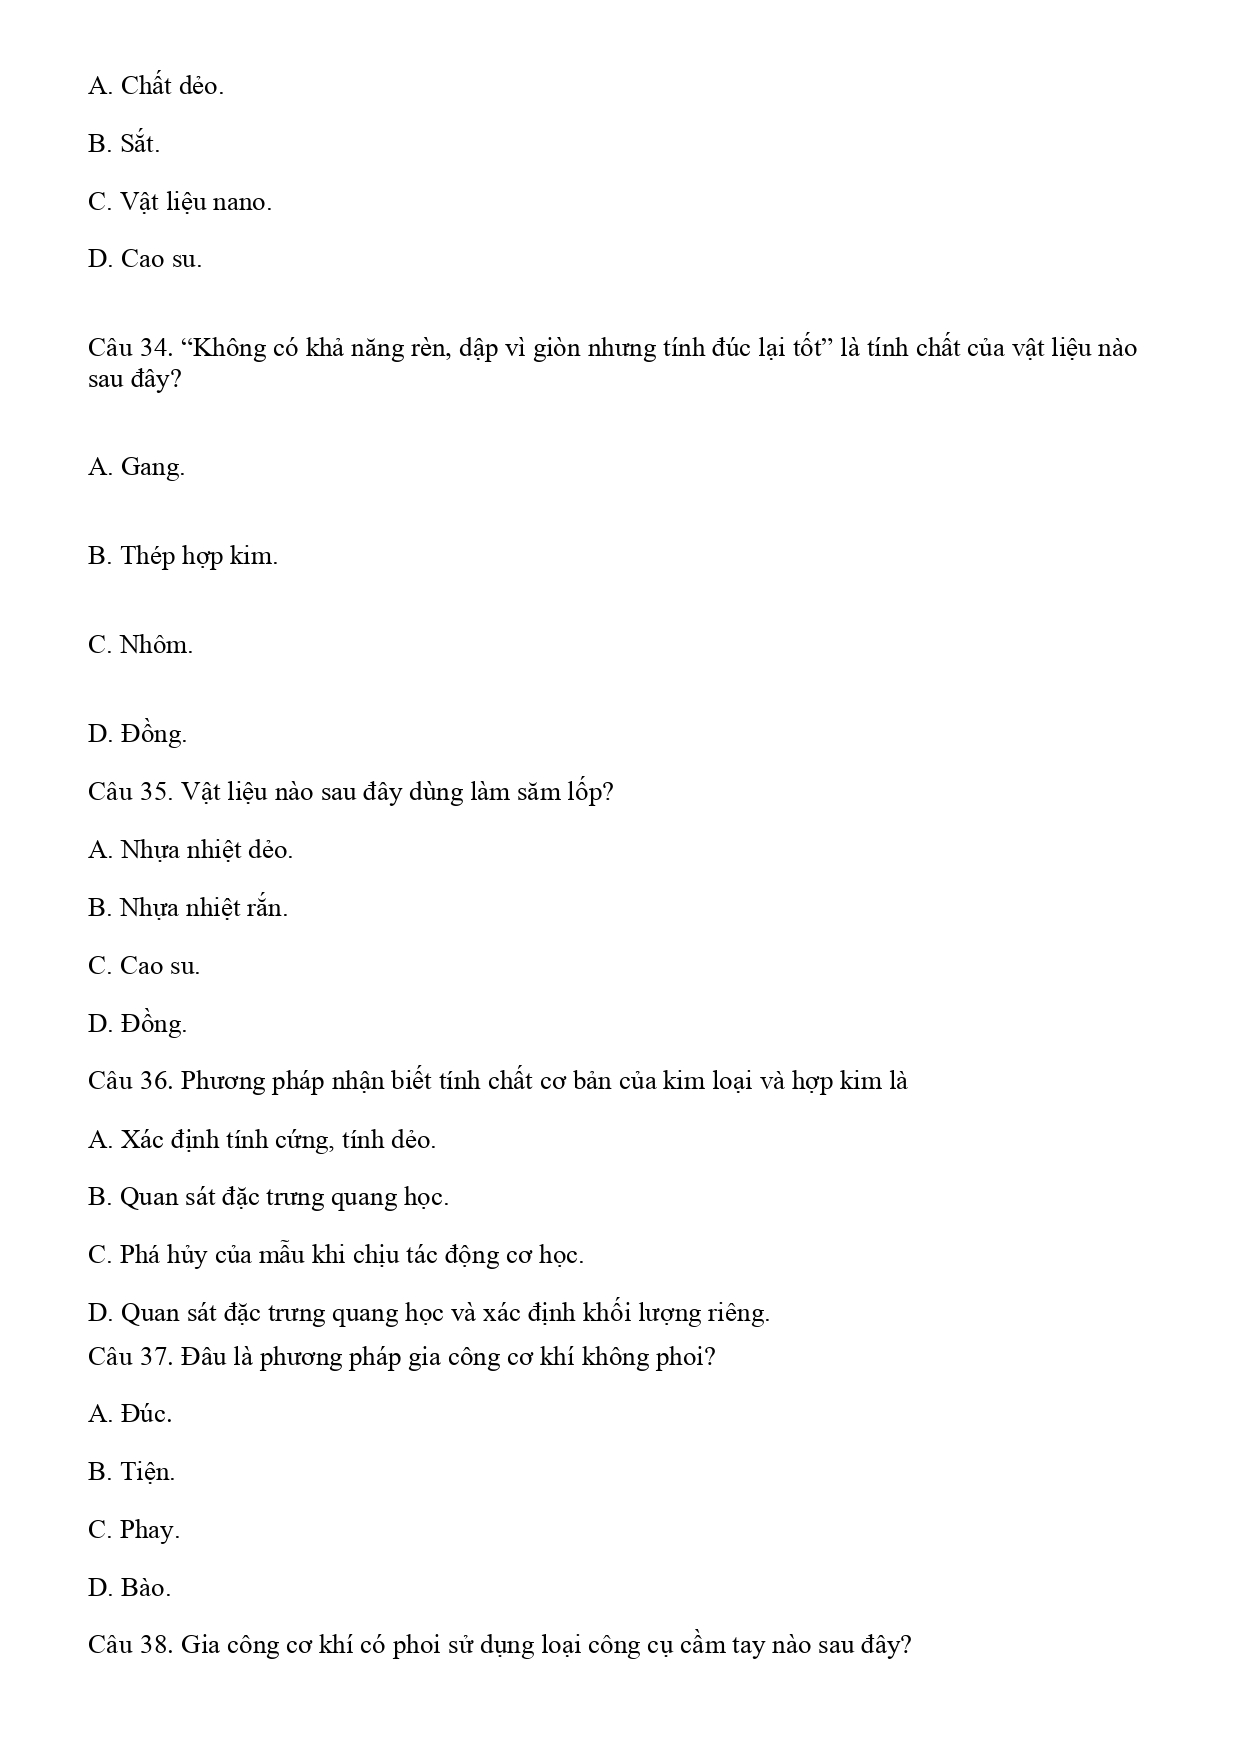 A. Chất dẻo.
B. Sắt.
C. Vật liệu nano.
D. Cao su.
Câu 34. “Không có khả năng rèn, dập vì giòn nhưng tính đúc lại tốt” là tính chất của vật liệu nào
sau đây?
A. Gang.
B. Thép hợp kim.
C. Nhôm.
D. Đồng.
Câu 35. Vật liệu nào sau đây dùng làm săm lốp?
A. Nhựa nhiệt dẻo.
B. Nhựa nhiệt rắn.
C. Cao su.
D. Đồng.
Câu 36. Phương pháp nhận biết tính chất cơ bản của kim loại và hợp kim là
A. Xác định tính cứng, tính dẻo.
B. Quan sát đặc trưng quang học.
C. Phá hủy của mẫu khi chịu tác động cơ học.
D. Quan sát đặc trưng quang học và xác định khối lượng riêng.
Câu 37. Đâu là phương pháp gia công cơ khí không phoi?
A. Đúc.
B. Tiện.
C. Phay.
D. Bào.
Câu 38. Gia công cơ khí có phoi sử dụng loại công cụ cầm tay nào sau đây?